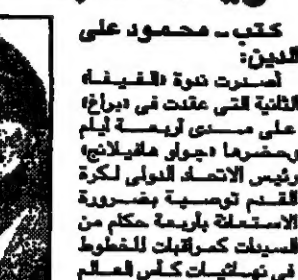 كتب ـ محمود على
الدين:
أصدرت ندوة «الفيفا»
الثانية التى عقدت فى «براغ»
على مدى أربعة أيام
وحضرها «جواو هافيلانج»
رئيس الاتحاد الدولى لكرة
القدم توصية بضرورة
الاستعانة بأربعة حكام من
السيدات كمراقبات للخطوط
فى نهائيات كأس العالم